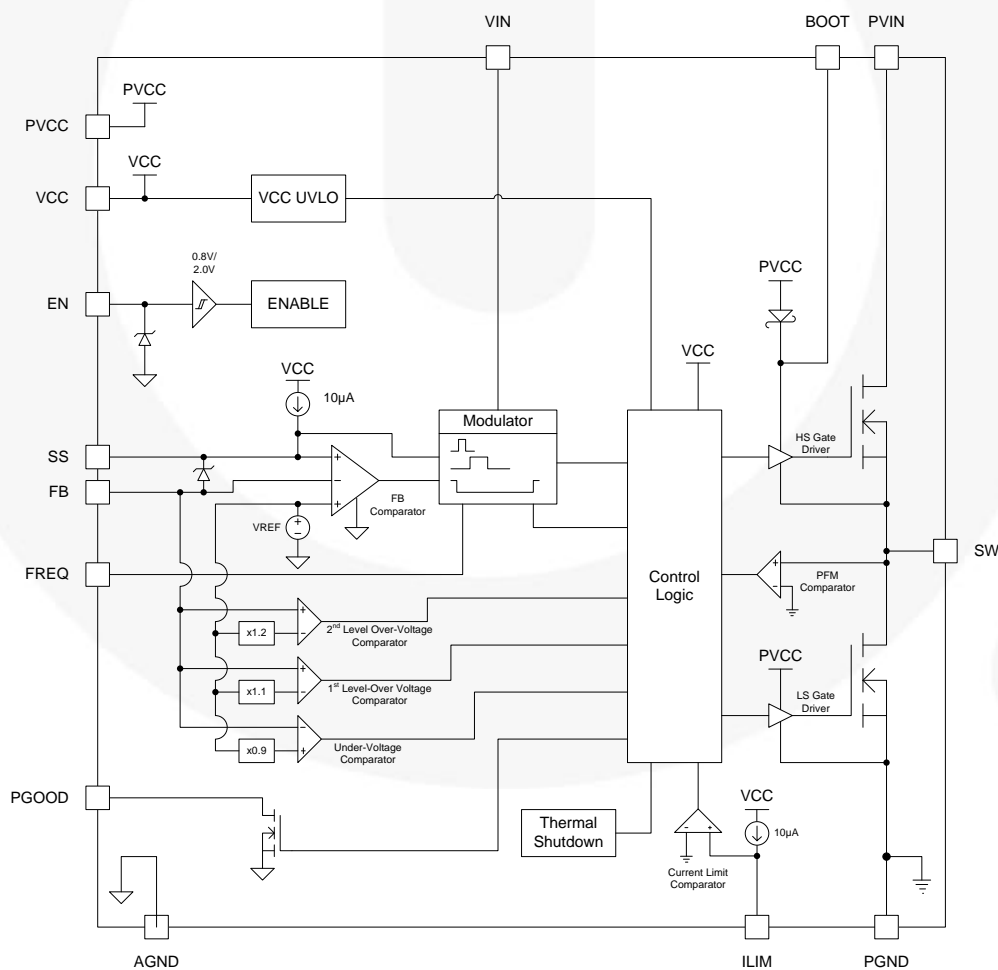 VIN
BOOT
PVIN
PVCC
PVCC
VCC
VCC
VCC UVLO
0.8V/
2.0V
EN
ENABLE
PVCC
VCC
VCC
10µA
Modulator
HS Gate
Driver
SS
+
FB
−
+
FB
Comparator
VREF
+
−
SW
FREQ
Control
Logic
+
−
PFM
Comparator
+
−
x1.2
2nd Level Over-Voltage
Comparator
PVCC
+
−
x1.1
1st Level-Over Voltage
Comparator
LS Gate
Driver
−
+
x0.9
Under-Voltage
Comparator
PGOOD
VCC
10µA
Thermal
Shutdown
−
+
Current Limit
Comparator
AGND
ILIM
PGND